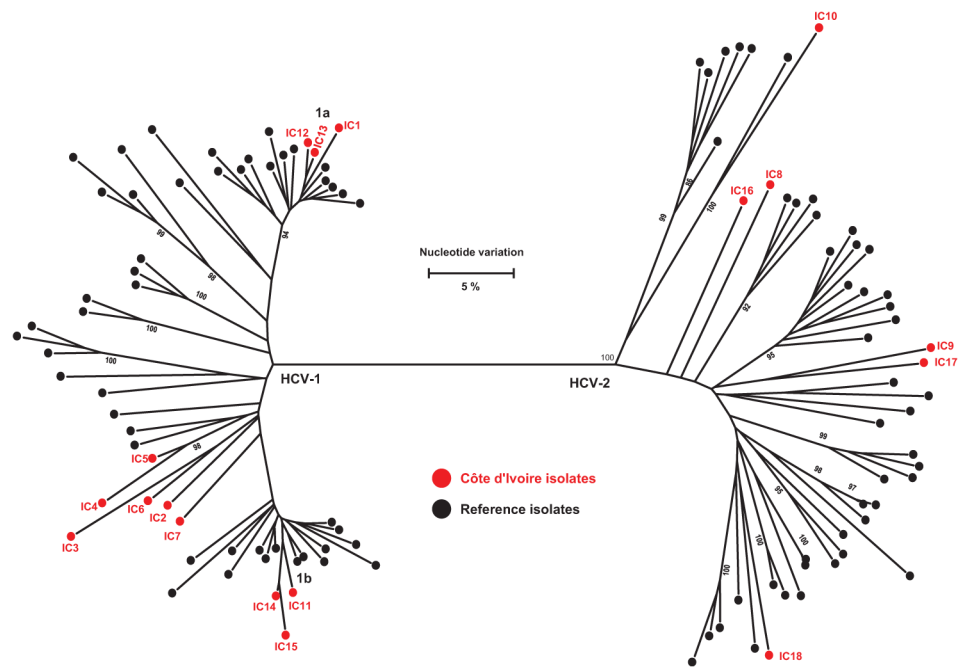 IC10
1a
IC12
IC13
IC1
86
99
100
IC16
IC8
99
94
98
Nucleotide variation
5 %
100
92
100
95
IC9
IC17
100
100
HCV-1
HCV-2
98
IC5
99
98
97
Côte d'Ivoire isolates
Reference isolates
IC4
IC6
IC2
IC7
IC3
95
100
100
100
1b
IC14
IC11
IC15
IC18